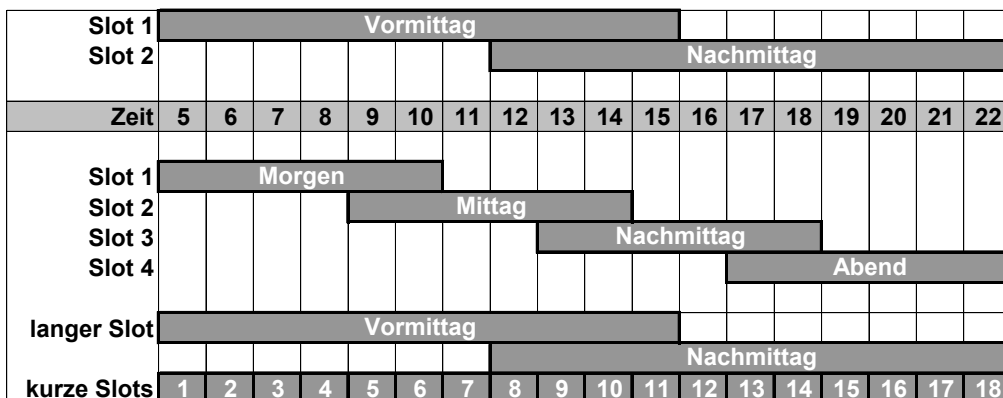 Slot 1 Vormittag
Slot 2 Nachmittag
Zeit 5 6 7 8 9 10 11 12 13 14 15 16 17 18 19 20 21 22
Slot 1 Morgen
Slot 2 Mittag
Slot 3 Nachmittag
Slot 4 Abend
langer Slot Vormittag
Nachmittag
kurze Slots 1 2 3 4 5 6 7 8 9 10 11 12 13 14 15 16 17 18